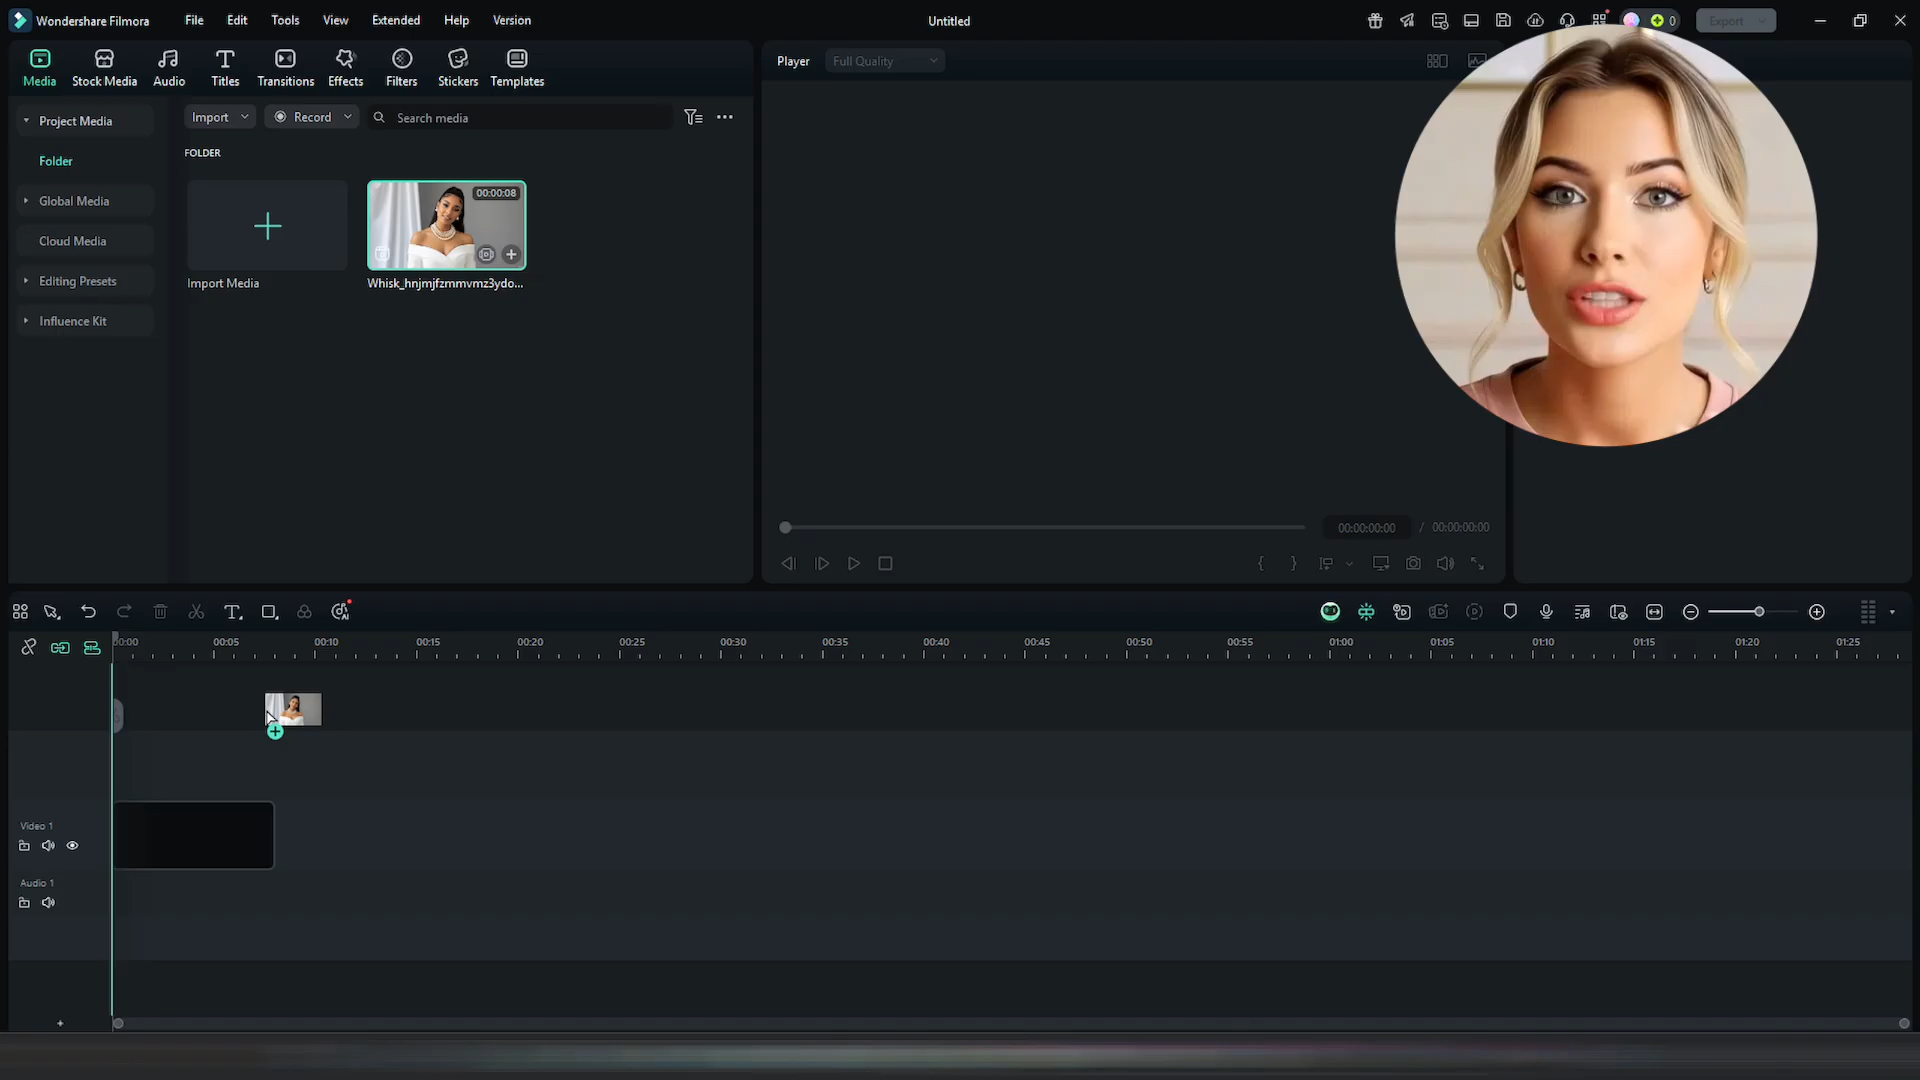 Wondershare Filmora File Edit Tools View Extended Help Version Untitled 0 Export
Media Stock Media Audio Titles Transitions Effects Filters Stickers Templates
Player Full Quality
Project Media
Import Record Search media
FOLDER
Folder
Global Media
00:00:08
Cloud Media
Editing Presets
Import Media
Whisk_hnjmjfzmmvmz3ydo...
Influence Kit
00:00:00:00 / 00:00:00:00
00:00 00:05 00:10 00:15 00:20 00:25 00:30 00:35 00:40 00:45 00:50 00:55 01:00 01:05 01:10 01:15 01:20 01:25
Video 1
Audio 1